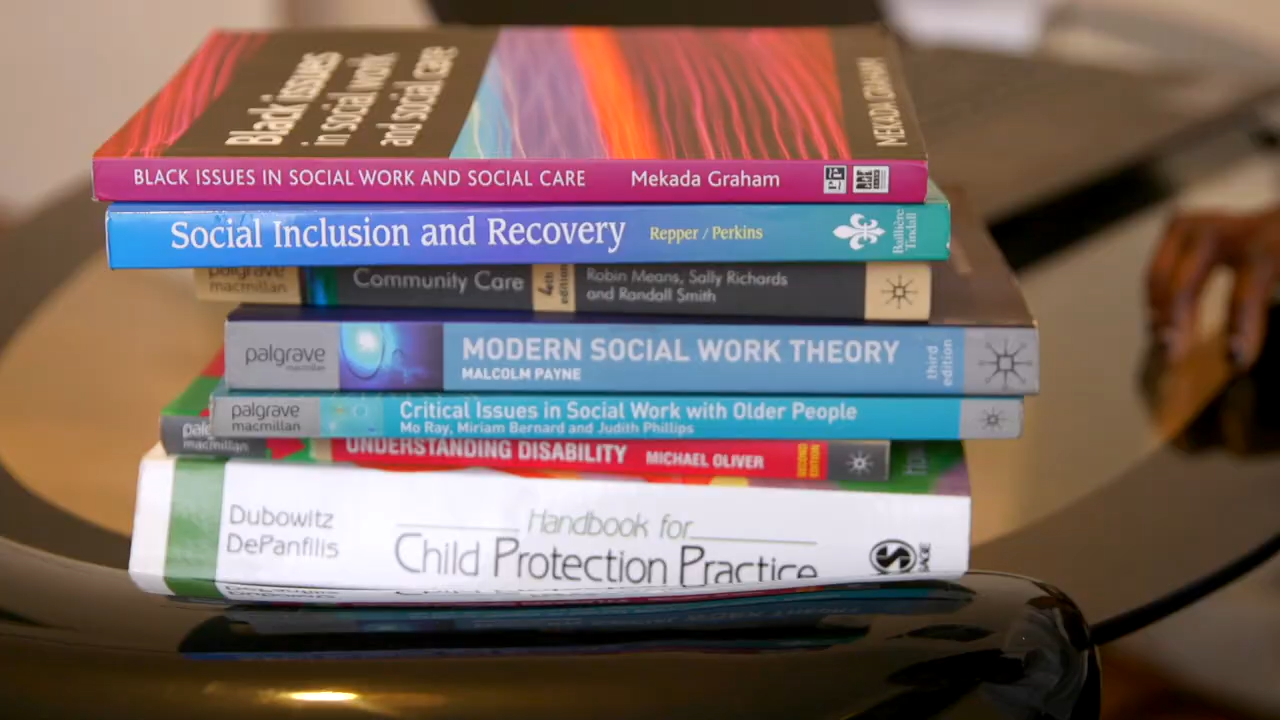 Black issues
in social work
and social care
MEKADA GRAHAM
BLACK ISSUES IN SOCIAL WORK AND SOCIAL CARE Mekada Graham
Social Inclusion and Recovery Repper / Perkins Baillière Tindall
palgrave
macmillan
Community Care
4th edition
Robin Means, Sally Richards
and Randall Smith
palgrave
macmillan
MODERN SOCIAL WORK THEORY
MALCOLM PAYNE
third edition
palgrave
macmillan
Critical Issues in Social Work with Older People
Mo Ray, Miriam Bernard and Judith Phillips
macmillan
UNDERSTANDING DISABILITY MICHAEL OLIVER SECOND EDITION
Dubowitz
DePanfilis
Handbook for
Child Protection Practice